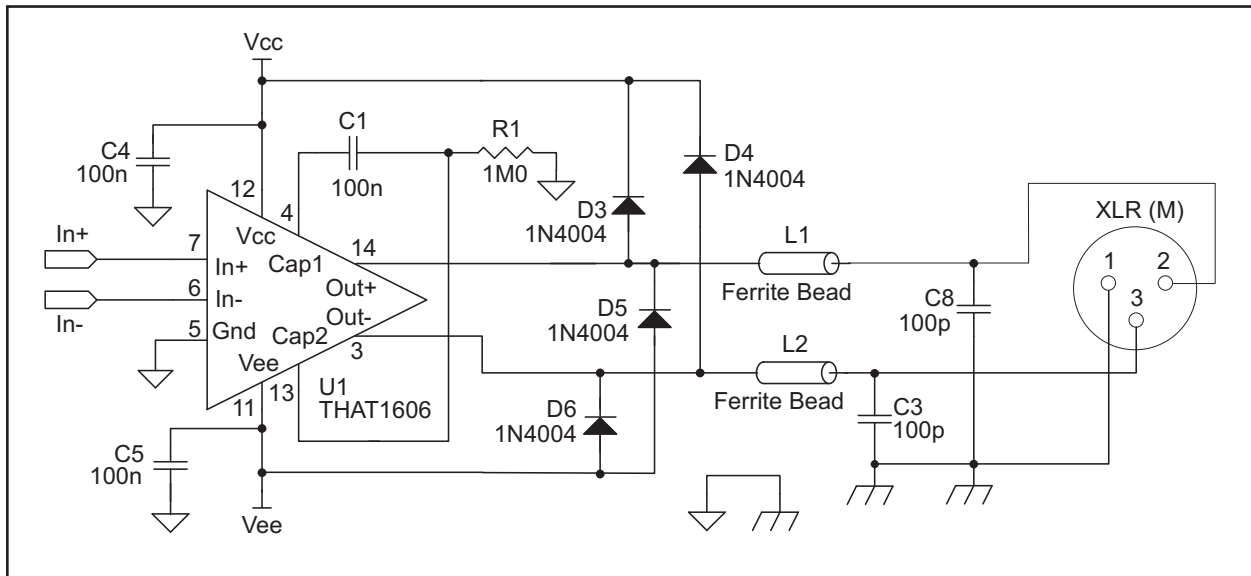 Vcc
C4
100n
12
4
C1
100n
R1
1M0
D4
1N4004
D3
1N4004
XLR (M)
In+
7
Vcc
In+
Cap1
14
L1
Ferrite Bead
1
2
3
In-
6
In-
Out+
Out-
D5
1N4004
C8
100p
5
Gnd
Cap2
3
L2
Ferrite Bead
Vee
13
11
U1
THAT1606
D6
1N4004
C3
100p
C5
100n
Vee